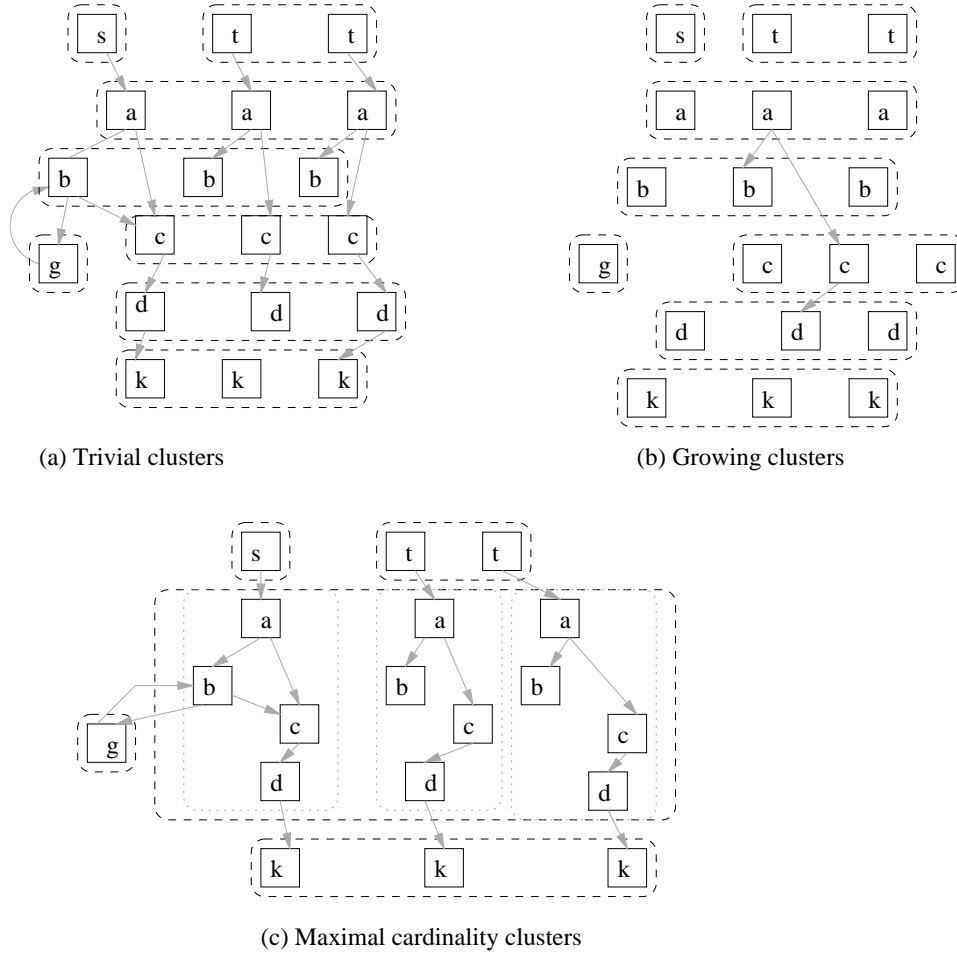 s t t s t t
a a a a a a
b b b b b b
g c c c g c c c
d d d d d d
k k k k k k
(a) Trivial clusters (b) Growing clusters
s t t
a a a
b b b
g c c c
d d d
k k k
(c) Maximal cardinality clusters